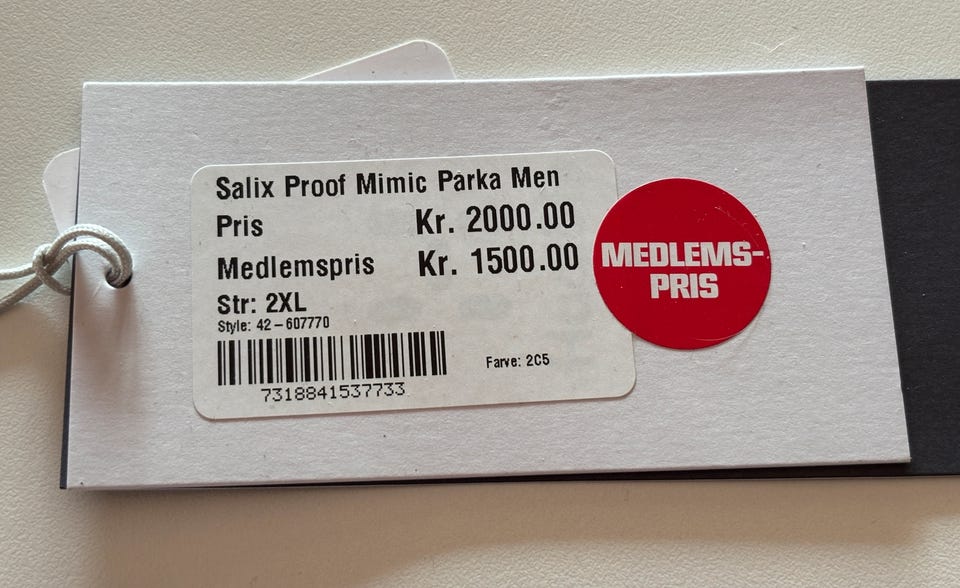 Salix Proof Mimic Parka Men
Pris Kr. 2000.00
Medlemspris Kr. 1500.00
Str: 2XL
Style: 42-607770
Farve: 2C5
7318841537733
MEDLEMS-
PRIS